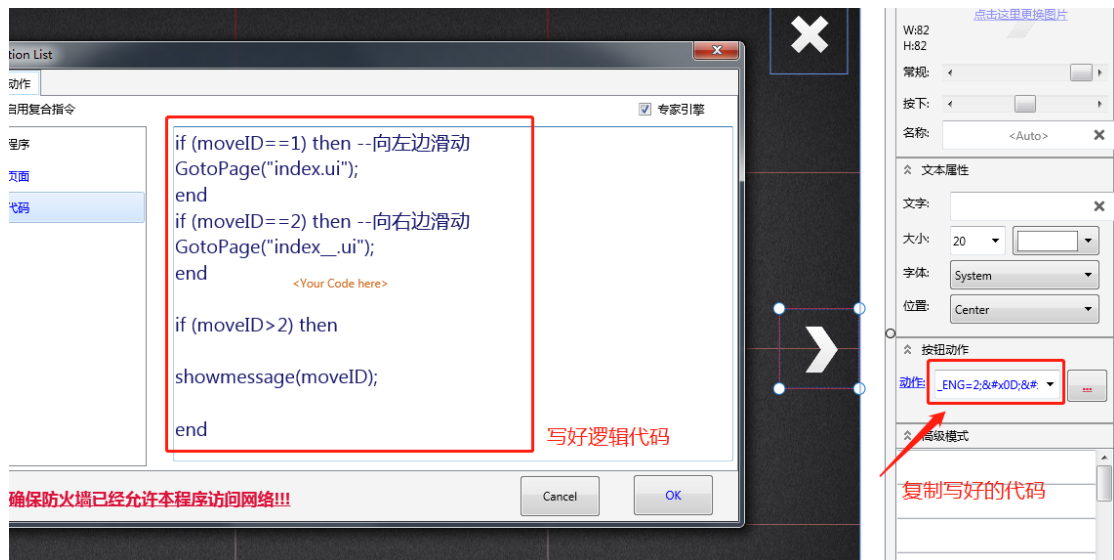 tion List
动作
启用复合指令
专家引擎
程序
页面
代码
if (moveID==1) then --向左边滑动
GotoPage("index.ui");
end
if (moveID==2) then --向右边滑动
GotoPage("index__.ui");
end
<Your Code here>
if (moveID>2) then
showmessage(moveID);
end
写好逻辑代码
确保防火墙已经允许本程序访问网络!!!
Cancel
OK
点击这里更换图片
W:82
H:82
常规:
按下:
名称:
<Auto>
文本属性
文字:
大小:
20
字体:
System
位置:
Center
按钮动作
动作:
_ENG=2;&#x0D;&#:
...
高级模式
复制写好的代码